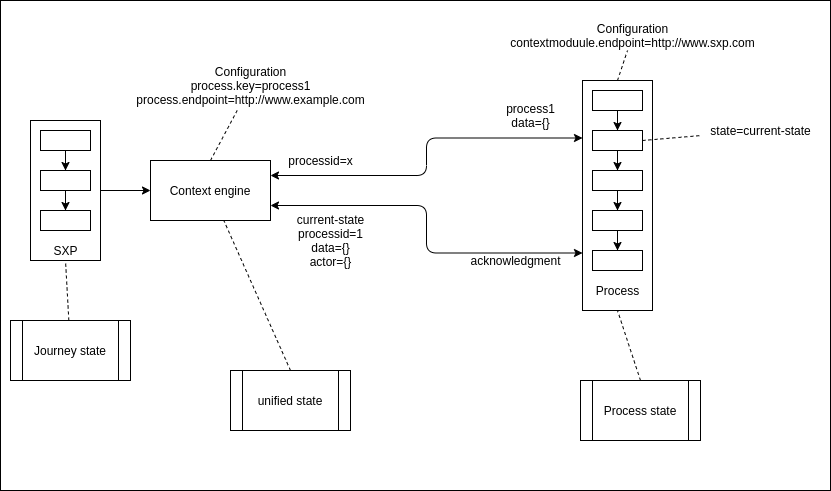 Configuration
contextmoduule.endpoint=http://www.sxp.com
Configuration
process.key=process1
process.endpoint=http://www.example.com
process1
data={}
state=current-state
processid=x
Context engine
current-state
processid=1
data={}
actor={}
SXP
acknowledgment
Process
Journey state
unified state
Process state